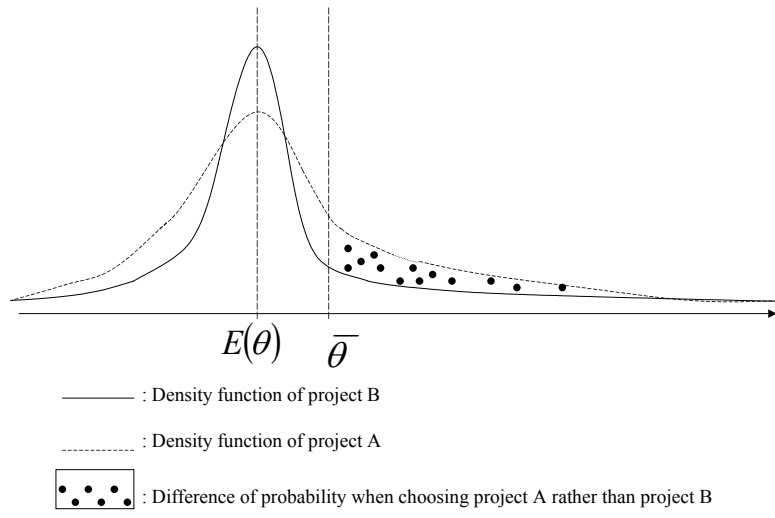 E(θ) θ̅
: Density function of project B
: Density function of project A
: Difference of probability when choosing project A rather than project B